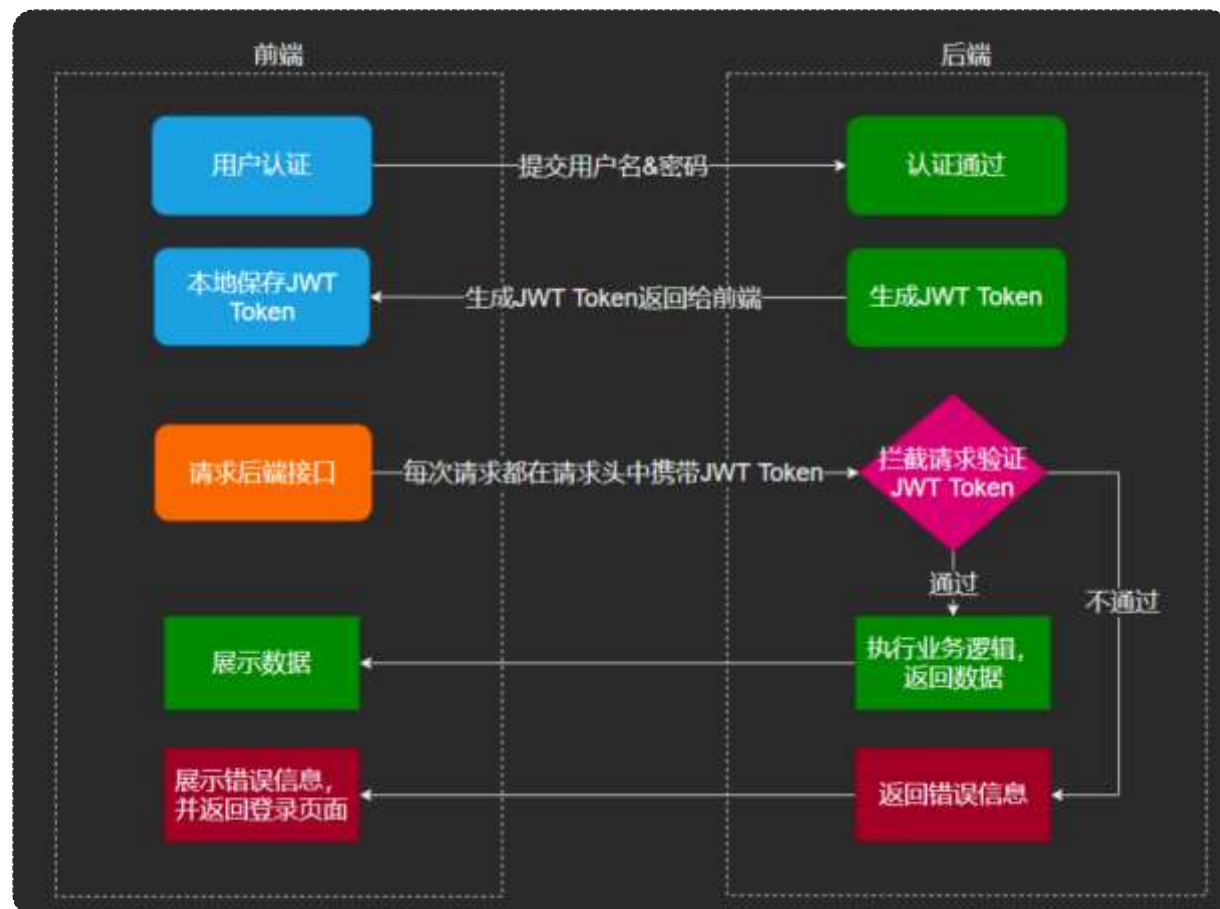 前端
后端
用户认证
提交用户名&密码
认证通过
本地保存JWT
Token
生成JWT Token返回给前端
生成JWT Token
请求后端接口
每次请求都在请求头中携带JWT Token
拦截请求验证
JWT Token
通过
不通过
展示数据
执行业务逻辑,
返回数据
展示错误信息,
并返回登录页面
返回错误信息